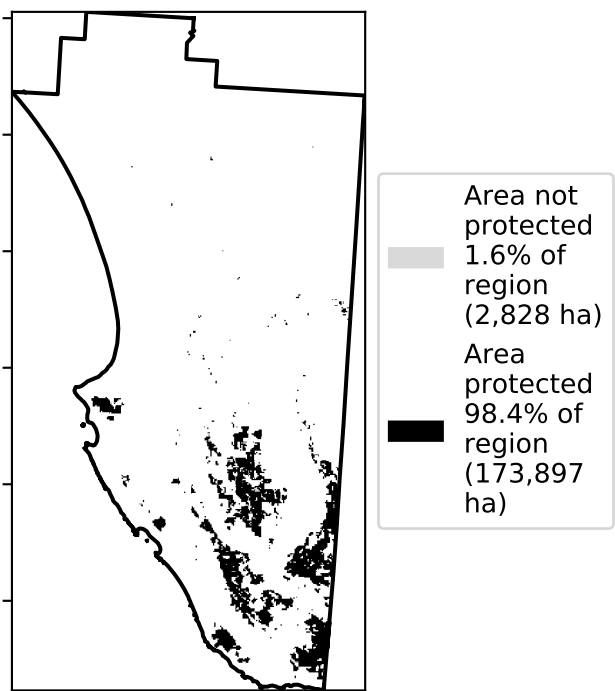 Area not
protected
1.6% of
region
(2,828 ha)
Area
protected
98.4% of
region
(173,897
ha)